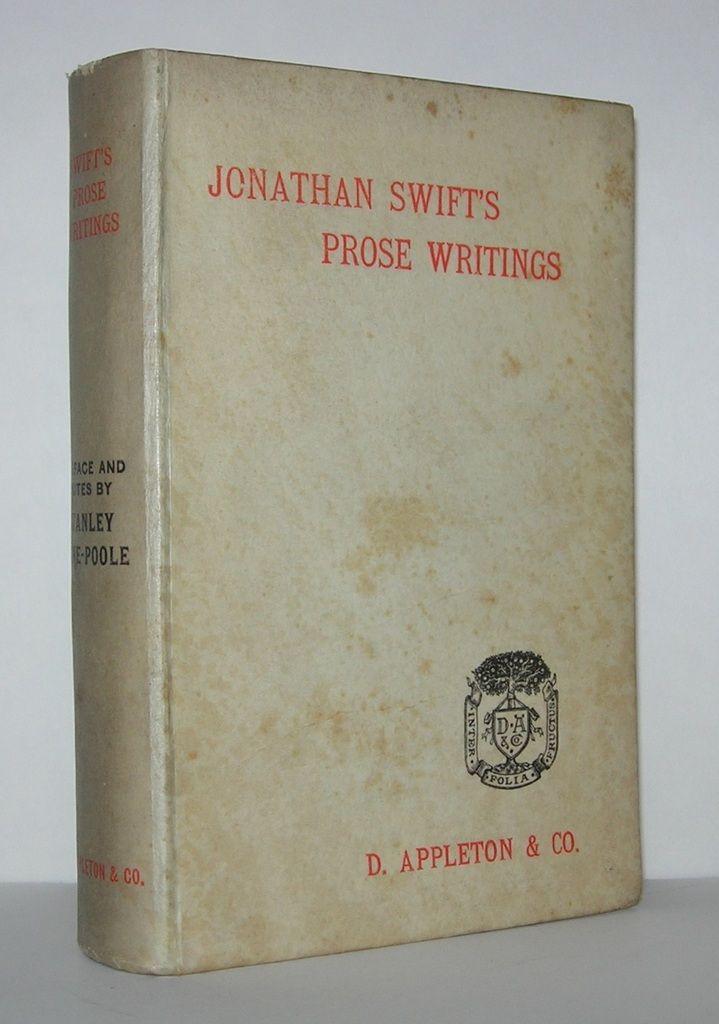 WIFT'S
PROSE
RITINGS
FACE AND
TES BY
ANLEY
E-POOLE
LETON & CO.
JONATHAN SWIFT'S
PROSE WRITINGS
D·A
& Co
INTER
FOLIA
FRUCTUS
D. APPLETON & CO.